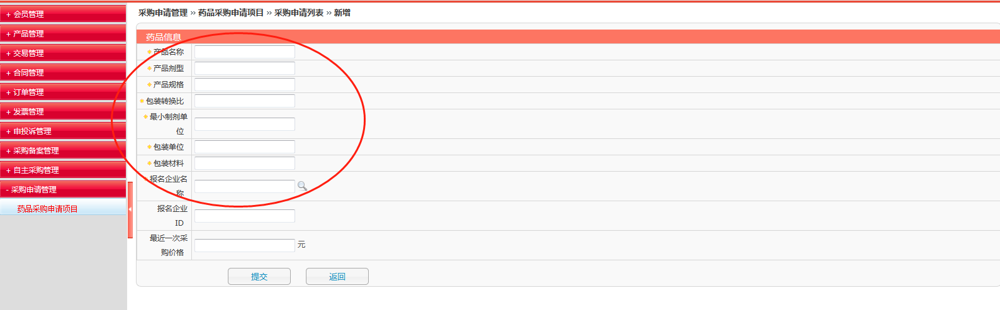 采购申请管理 » 药品采购申请项目 » 采购申请列表 » 新增
+ 会员管理
+ 产品管理
+ 交易管理
+ 合同管理
+ 订单管理
+ 发票管理
+ 申投诉管理
+ 采购备案管理
+ 自主采购管理
- 采购申请管理
药品采购申请项目
药品信息
* 产品名称
* 产品剂型
* 产品规格
* 包装转换比
* 最小制剂单
位
* 包装单位
* 包装材料
* 报名企业名
称
报名企业
ID
最近一次采
购价格
元
提交
返回